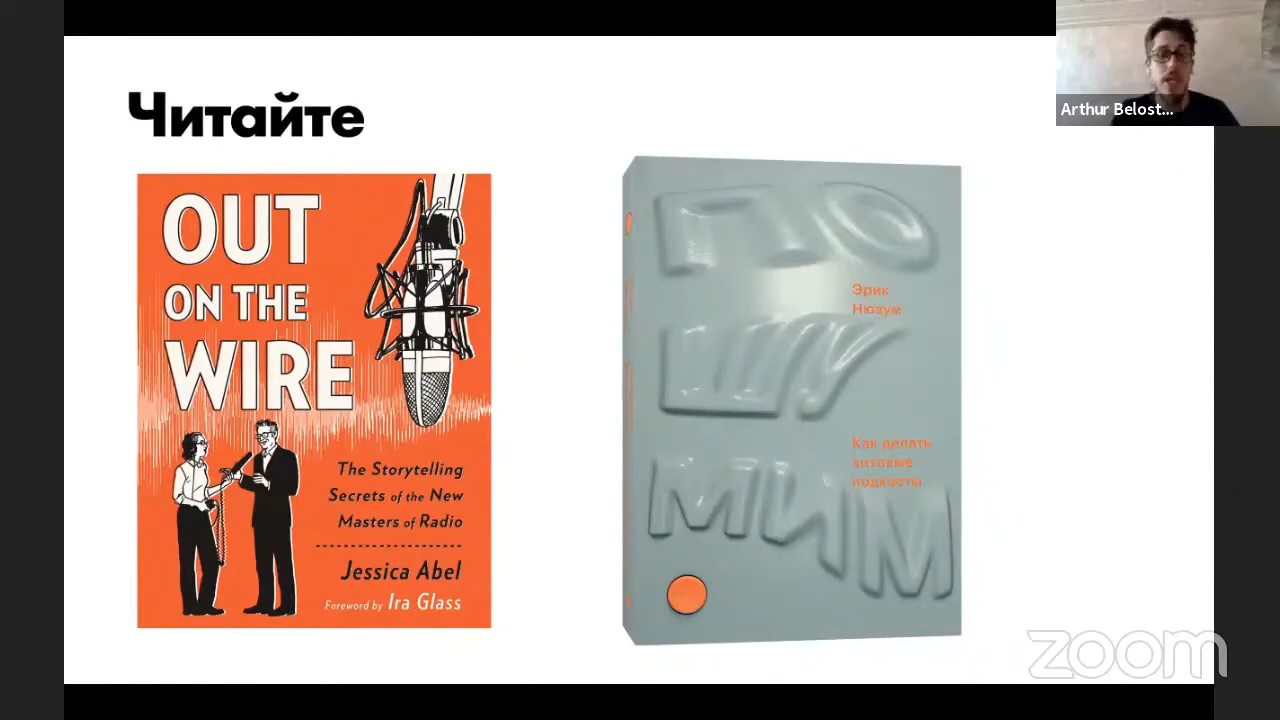 Читайте
OUT
ON THE
WIRE
The Storytelling
Secrets of the New
Masters of Radio
Jessica Abel
Foreword by Ira Glass
ПО
ШУ
МИМ
Эрик
Нюзум
Как делать
хитовые
подкасты
Arthur Belost...
zoom